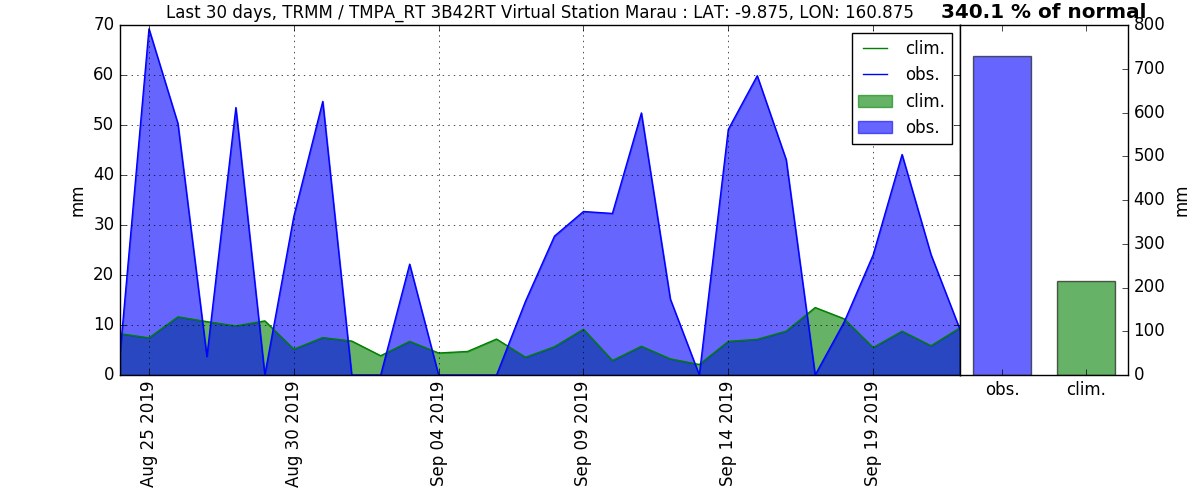 Last 30 days, TRMM / TMPA_RT 3B42RT Virtual Station Marau : LAT: -9.875, LON: 160.875
340.1 % of normal
70
60
50
40
30
20
10
0
mm
clim.
obs.
clim.
obs.
Aug 25 2019
Aug 30 2019
Sep 04 2019
Sep 09 2019
Sep 14 2019
Sep 19 2019
800
700
600
500
400
300
200
100
0
mm
obs.
clim.